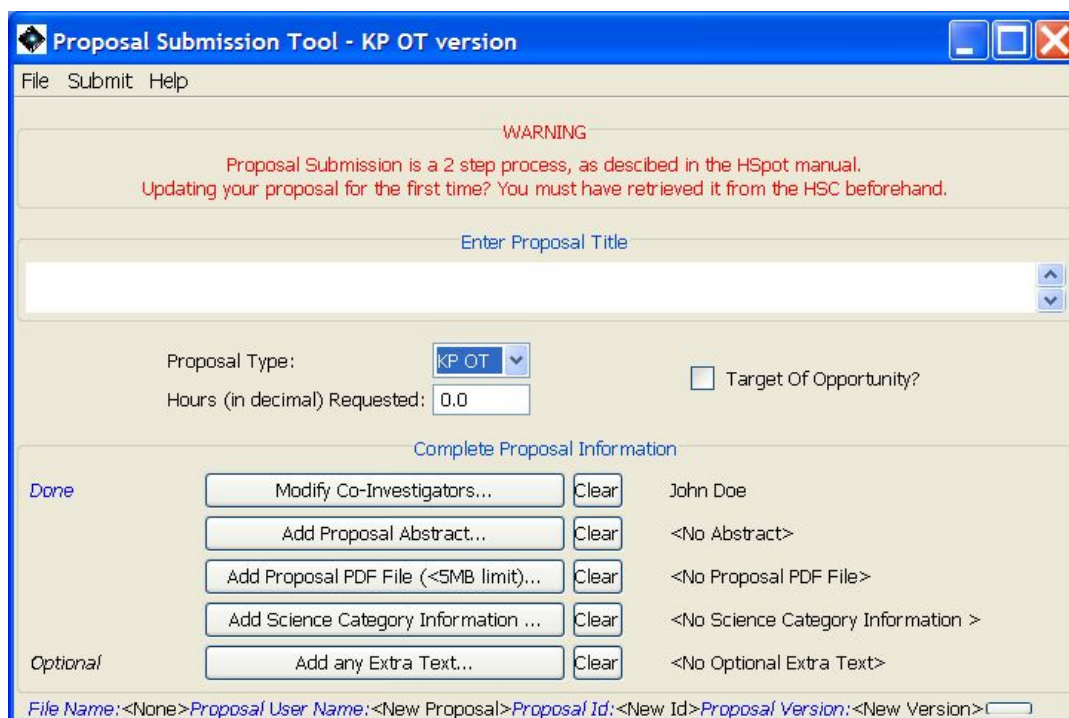 Proposal Submission Tool - KP OT version
File Submit Help
WARNING
Proposal Submission is a 2 step process, as descibed in the HSpot manual.
Updating your proposal for the first time? You must have retrieved it from the HSC beforehand.
Enter Proposal Title
Proposal Type: KP OT
Target Of Opportunity?
Hours (in decimal) Requested: 0.0
Complete Proposal Information
Done Modify Co-Investigators... Clear John Doe
Add Proposal Abstract... Clear <No Abstract>
Add Proposal PDF File (<5MB limit)... Clear <No Proposal PDF File>
Add Science Category Information ... Clear <No Science Category Information >
Optional Add any Extra Text... Clear <No Optional Extra Text>
File Name:<None>Proposal User Name:<New Proposal>Proposal Id:<New Id>Proposal Version:<New Version>